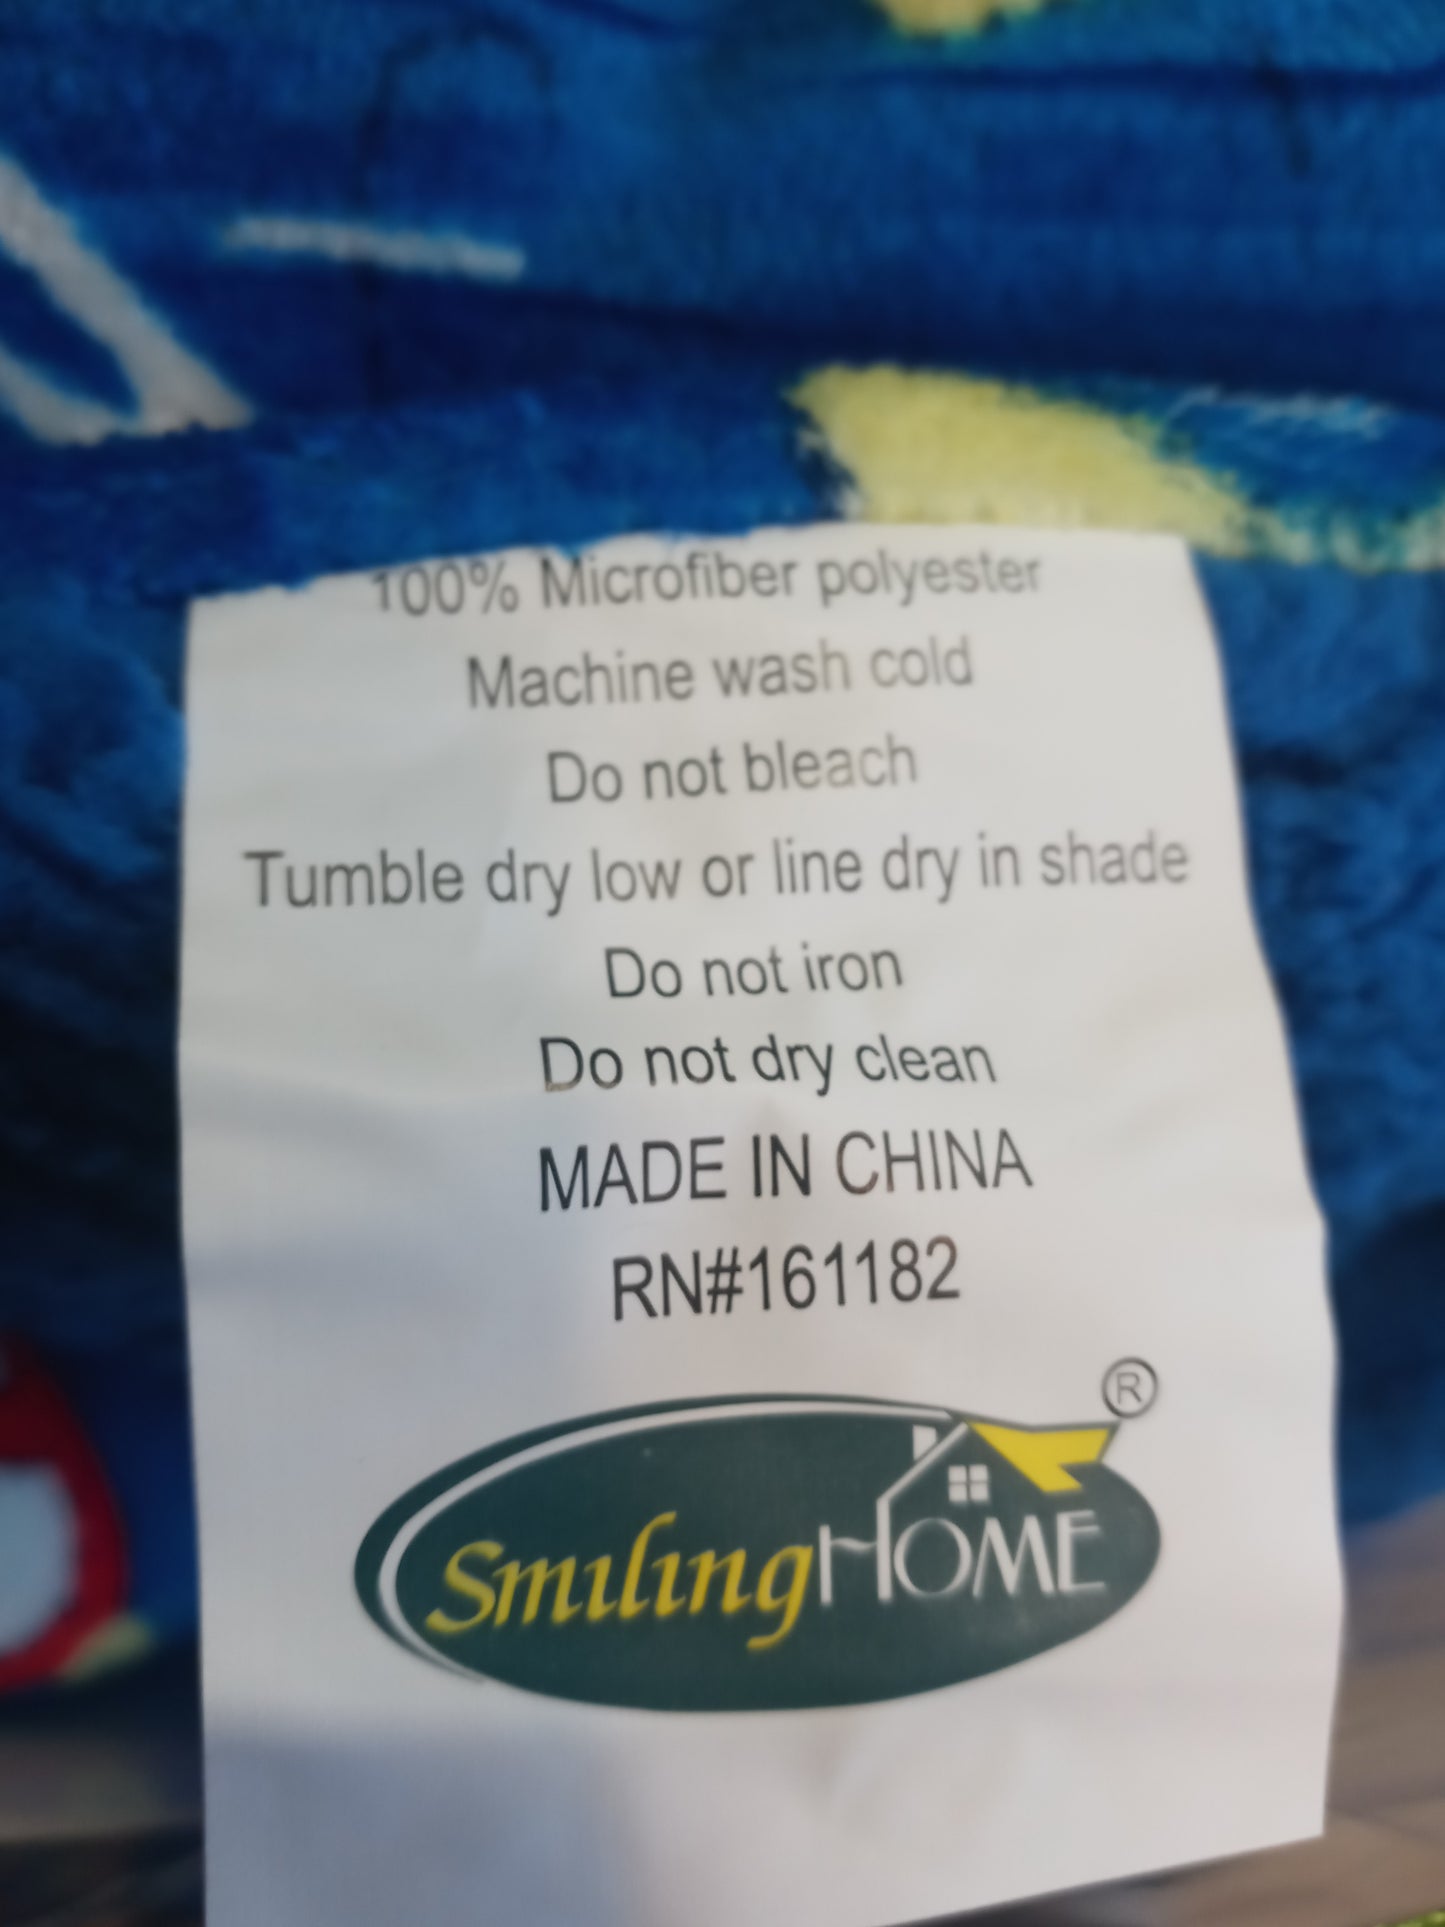 100% Microfiber polyester
Machine wash cold
Do not bleach
Tumble dry low or line dry in shade
Do not iron
Do not dry clean
MADE IN CHINA
RN#161182
®
SmilingHOME